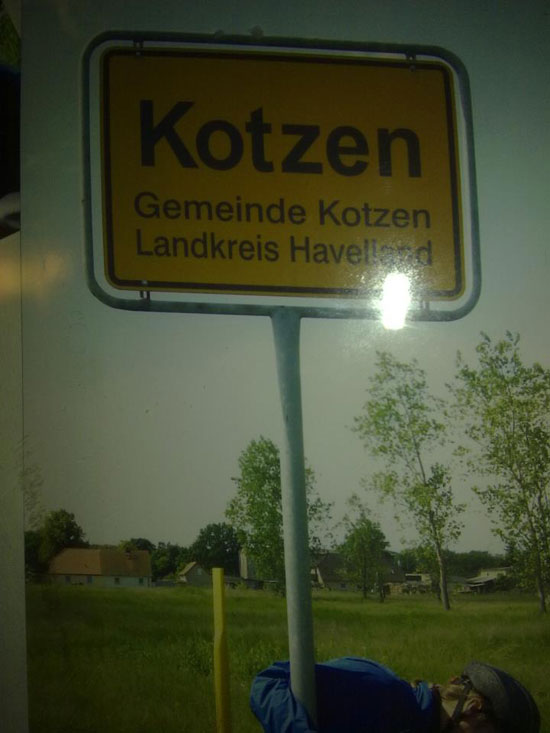 Kotzen
Gemeinde Kotzen
Landkreis Havelland